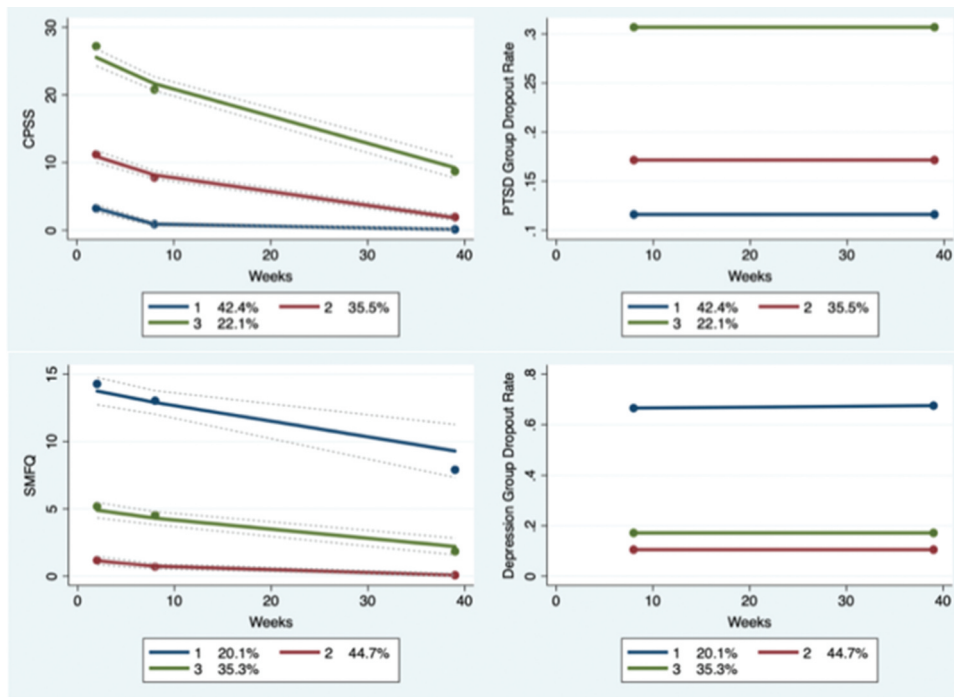 CPSS
30
20
10
0
0 10 20 30 40
Weeks
1 42.4% 2 35.5%
3 22.1%
PTSD Group Dropout Rate
.3
.25
.2
.15
.1
0 10 20 30 40
Weeks
1 42.4% 2 35.5%
3 22.1%
SMFQ
15
10
5
0
0 10 20 30 40
Weeks
1 20.1% 2 44.7%
3 35.3%
Depression Group Dropout Rate
.8
.6
.4
.2
0
0 10 20 30 40
Weeks
1 20.1% 2 44.7%
3 35.3%